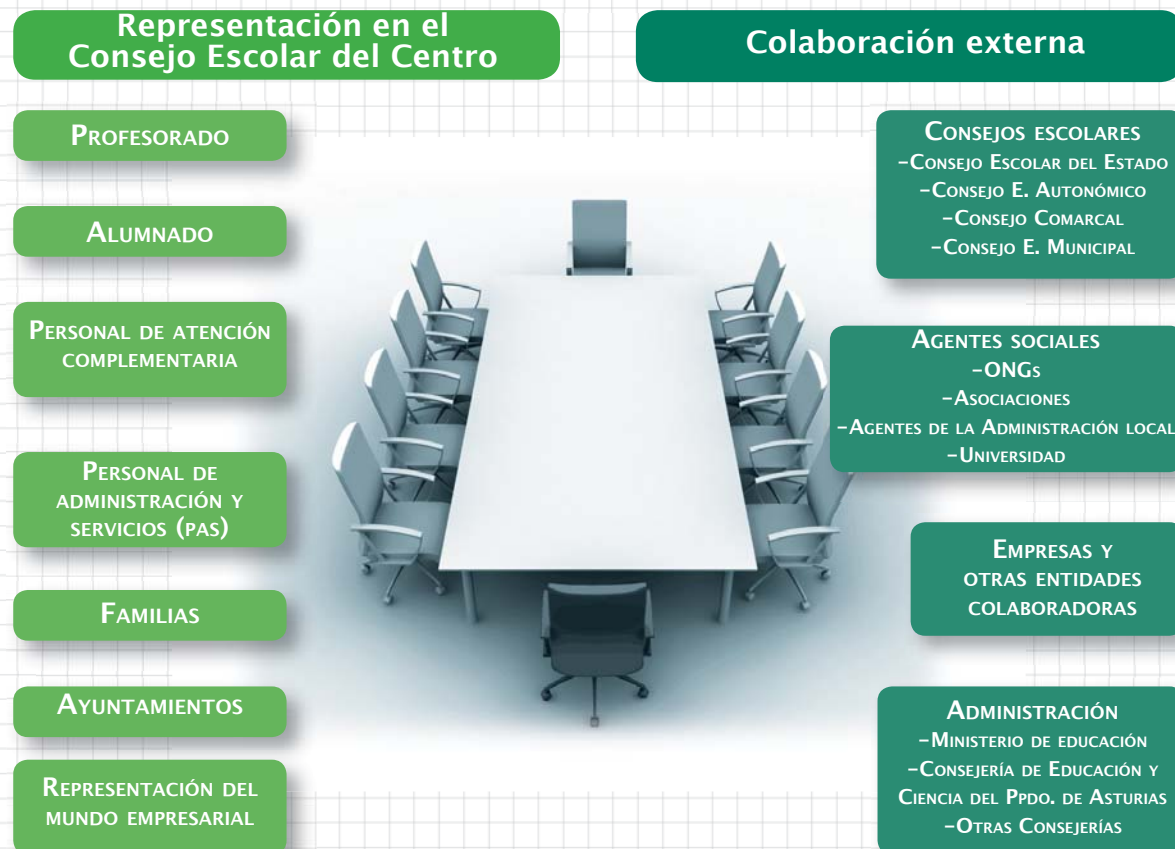 Representación en el
Consejo Escolar del Centro
Profesorado
Alumnado
Personal de atención
complementaria
Personal de
administración y
servicios (pas)
Familias
Ayuntamientos
Representación del
mundo empresarial
Colaboración externa
Consejos escolares
-Consejo Escolar del Estado
-Consejo E. Autonómico
-Consejo Comarcal
-Consejo E. Municipal
Agentes sociales
-ONGs
-Asociaciones
-Agentes de la Administración local
-Universidad
Empresas y
otras entidades
colaboradoras
Administración
-Ministerio de educación
-Consejería de Educación y
Ciencia del Ppdo. de Asturias
-Otras Consejerías